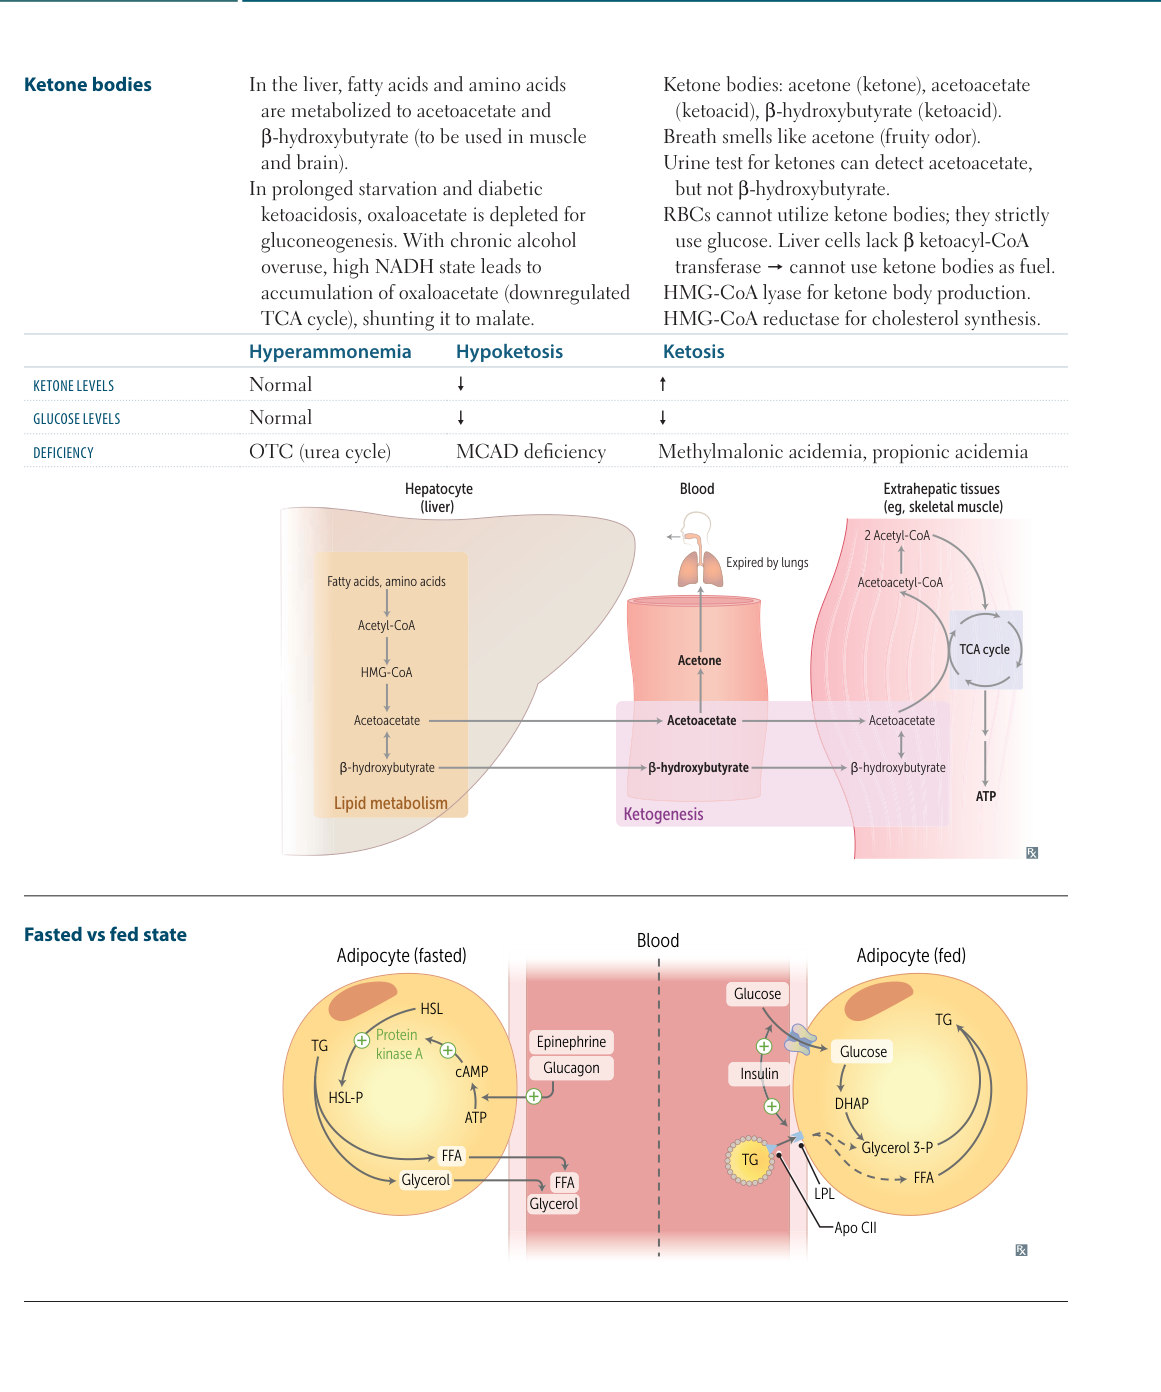 Ketone bodies
In the liver, fatty acids and amino acids
are metabolized to acetoacetate and
β-hydroxybutyrate (to be used in muscle
and brain).
In prolonged starvation and diabetic
ketoacidosis, oxaloacetate is depleted for
gluconeogenesis. With chronic alcohol
overuse, high NADH state leads to
accumulation of oxaloacetate (downregulated
TCA cycle), shunting it to malate.
Ketone bodies: acetone (ketone), acetoacetate
(ketoacid), β-hydroxybutyrate (ketoacid).
Breath smells like acetone (fruity odor).
Urine test for ketones can detect acetoacetate,
but not β-hydroxybutyrate.
RBCs cannot utilize ketone bodies; they strictly
use glucose. Liver cells lack β ketoacyl-CoA
transferase → cannot use ketone bodies as fuel.
HMG-CoA lyase for ketone body production.
HMG-CoA reductase for cholesterol synthesis.
Hyperammonemia Hypoketosis Ketosis
KETONE LEVELS Normal ↓ ↑
GLUCOSE LEVELS Normal ↓ ↓
DEFICIENCY OTC (urea cycle) MCAD deficiency Methylmalonic acidemia, propionic acidemia
Hepatocyte
(liver)
Blood
Extrahepatic tissues
(eg, skeletal muscle)
Fatty acids, amino acids
Acetyl-CoA
HMG-CoA
Acetoacetate
β-hydroxybutyrate
Lipid metabolism
Expired by lungs
Acetone
Acetoacetate
β-hydroxybutyrate
Ketogenesis
2 Acetyl-CoA
Acetoacetyl-CoA
TCA cycle
Acetoacetate
β-hydroxybutyrate
ATP
Rx
Fasted vs fed state
Adipocyte (fasted)
Blood
Adipocyte (fed)
HSL
TG
+
Protein
kinase A
+
cAMP
HSL-P
ATP
FFA
Glycerol
Epinephrine
Glucagon
+
FFA
Glycerol
Glucose
+
Insulin
+
TG
LPL
Apo CII
TG
Glucose
DHAP
Glycerol 3-P
FFA
Rx